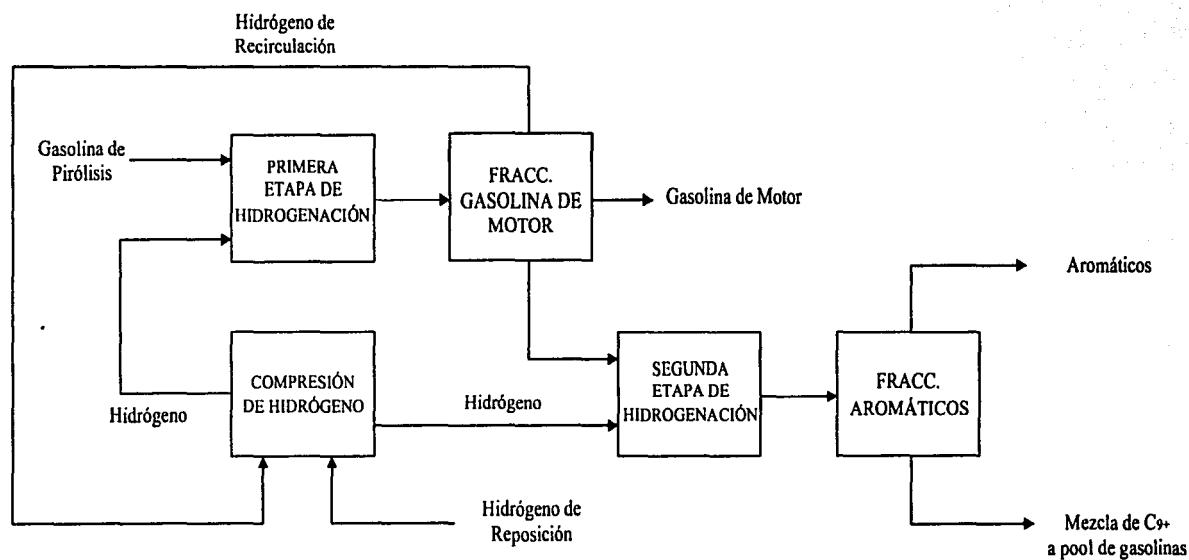 Hidrógeno de
Recirculación
Gasolina de
Pirólisis
PRIMERA
ETAPA DE
HIDROGENACIÓN
FRACC.
GASOLINA DE
MOTOR
Gasolina de Motor
Aromáticos
COMPRESIÓN
DE HIDRÓGENO
Hidrógeno
Hidrógeno
SEGUNDA
ETAPA DE
HIDROGENACIÓN
FRACC.
AROMÁTICOS
Hidrógeno de
Reposición
Mezcla de C9+
a pool de gasolinas